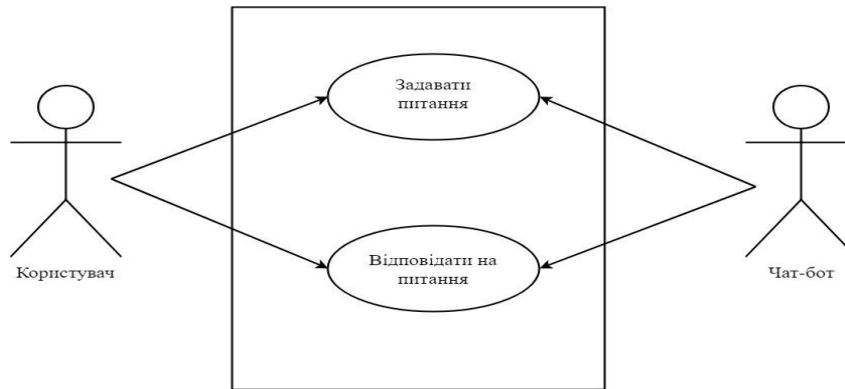 Задавати
питання
Відповідати на
питання
Користувач
Чат-бот